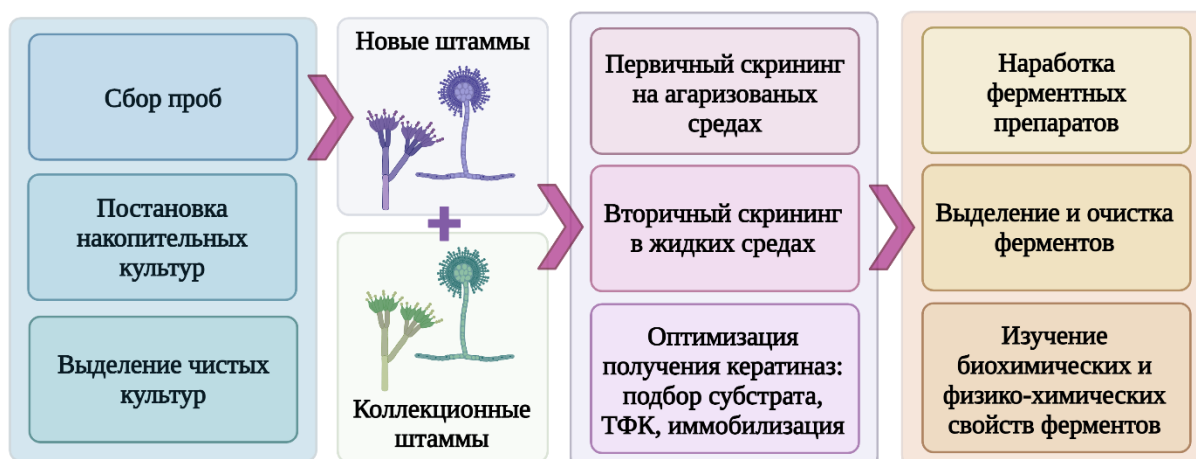 Сбор проб
Постановка
накопительных
культур
Выделение чистых
культур
Новые штаммы
Коллекционные
штаммы
Первичный скрининг
на агаризованых
средах
Вторичный скрининг
в жидких средах
Оптимизация
получения кератиназ:
подбор субстрата,
ТФК, иммобилизация
Наработка
ферментных
препаратов
Выделение и очистка
ферментов
Изучение
биохимических и
физико-химических
свойств ферментов